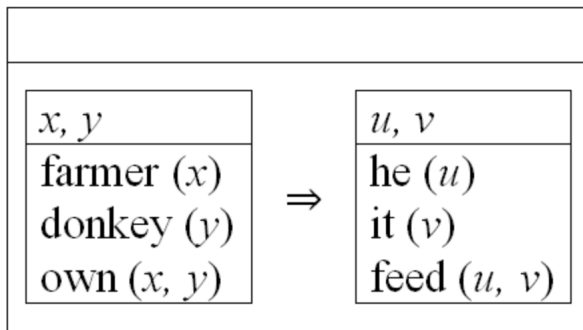 x, y
farmer (x)
donkey (y)
own (x, y)
⇒
u, v
he (u)
it (v)
feed (u, v)